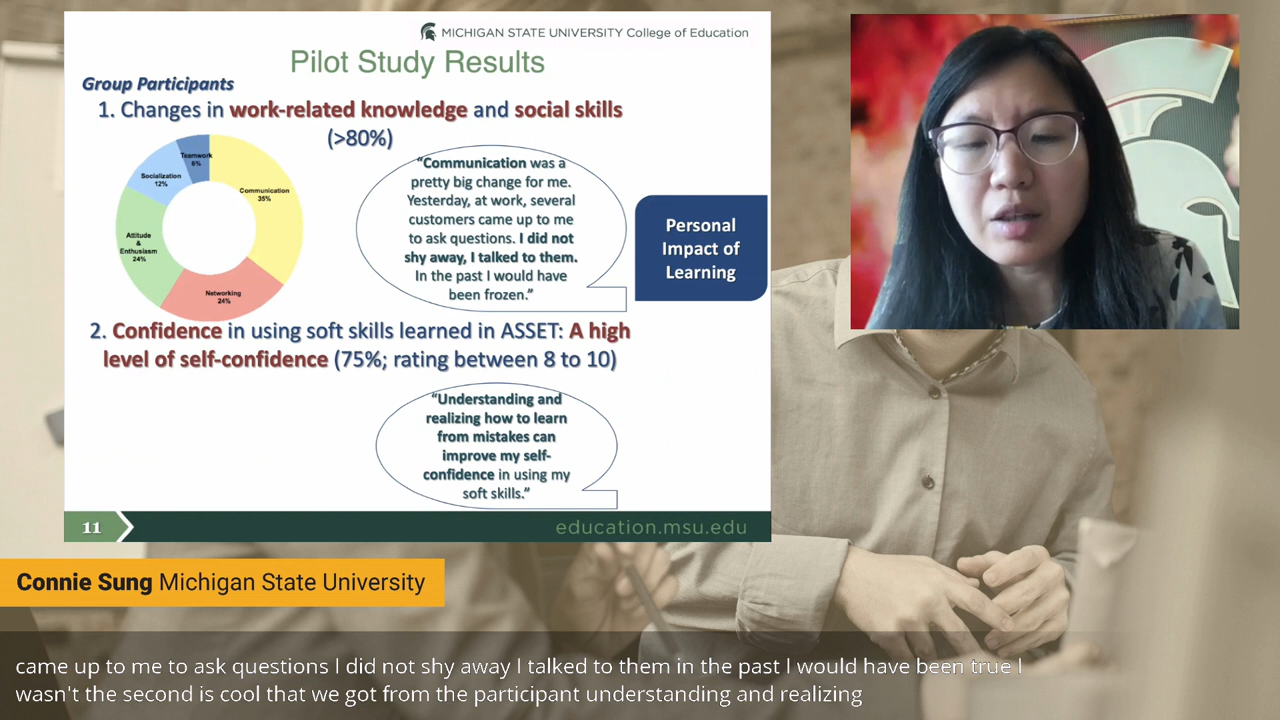 MICHIGAN STATE UNIVERSITY College of Education
Pilot Study Results
Group Participants
1. Changes in work-related knowledge and social skills
(>80%)
Teamwork
6%
Socialization
12%
Communication
35%
Attitude
&
Enthusiasm
24%
Networking
24%
"Communication was a
pretty big change for me.
Yesterday, at work, several
customers came up to me
to ask questions. I did not
shy away, I talked to them.
In the past I would have
been frozen."
Personal
Impact of
Learning
2. Confidence in using soft skills learned in ASSET: A high
level of self-confidence (75%; rating between 8 to 10)
"Understanding and
realizing how to learn
from mistakes can
improve my self-
confidence in using my
soft skills."
11
education.msu.edu
Connie Sung Michigan State University
came up to me to ask questions I did not shy away I talked to them in the past I would have been true I
wasn't the second is cool that we got from the participant understanding and realizing